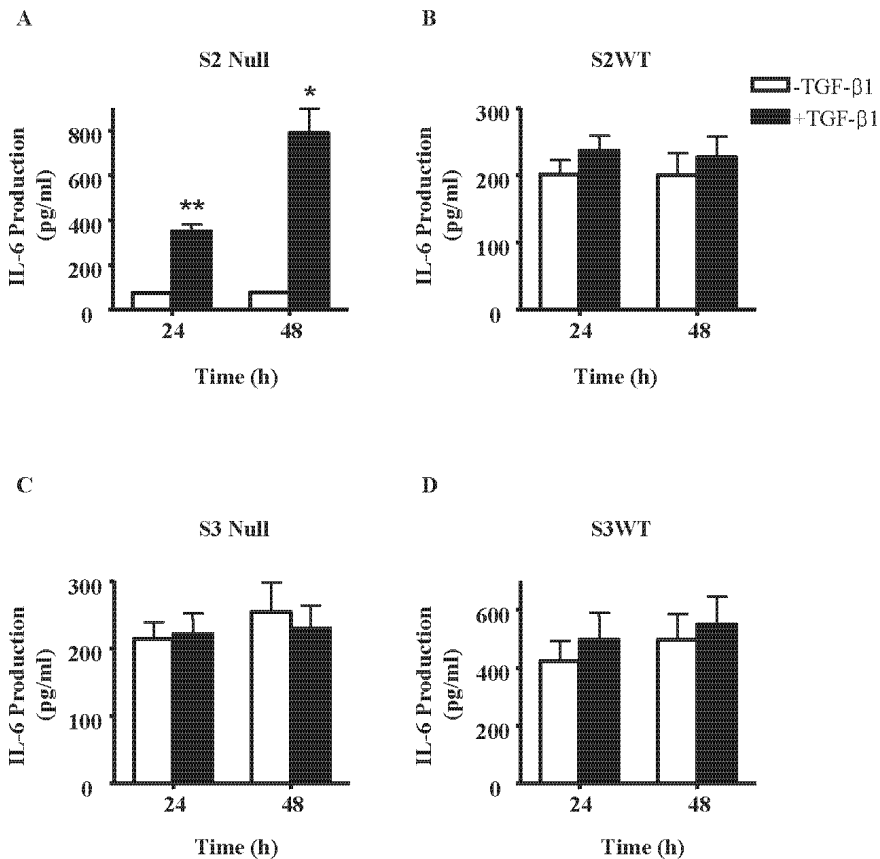 A
S2 Null
IL-6 Production
(pg/ml)
800
600
400
200
0
**
*
24
48
Time (h)
B
S2WT
IL-6 Production
(pg/ml)
300
200
100
0
24
48
Time (h)
-TGF-β1
+TGF-β1
C
S3 Null
IL-6 Production
(pg/ml)
300
200
100
0
24
48
Time (h)
D
S3WT
IL-6 Production
(pg/ml)
600
400
200
0
24
48
Time (h)